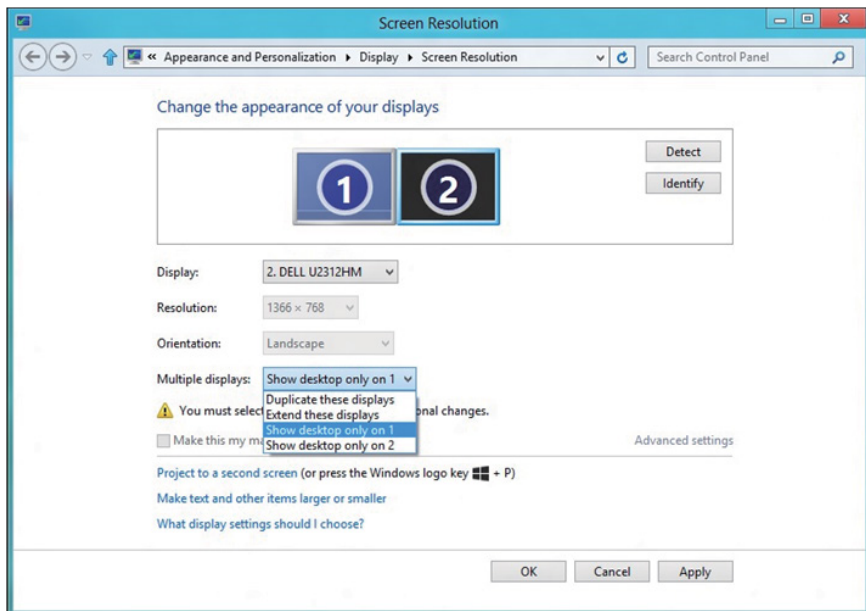 Screen Resolution
« Appearance and Personalization ▸ Display ▸ Screen Resolution Search Control Panel
Change the appearance of your displays
1 2
Detect
Identify
Display: 2. DELL U2312HM
Resolution: 1366 × 768
Orientation: Landscape
Multiple displays: Show desktop only on 1
Duplicate these displays
You must selec onal changes.
Extend these displays
Show desktop only on 1
Make this my ma Advanced settings
Show desktop only on 2
Project to a second screen (or press the Windows logo key + P)
Make text and other items larger or smaller
What display settings should I choose?
OK Cancel Apply